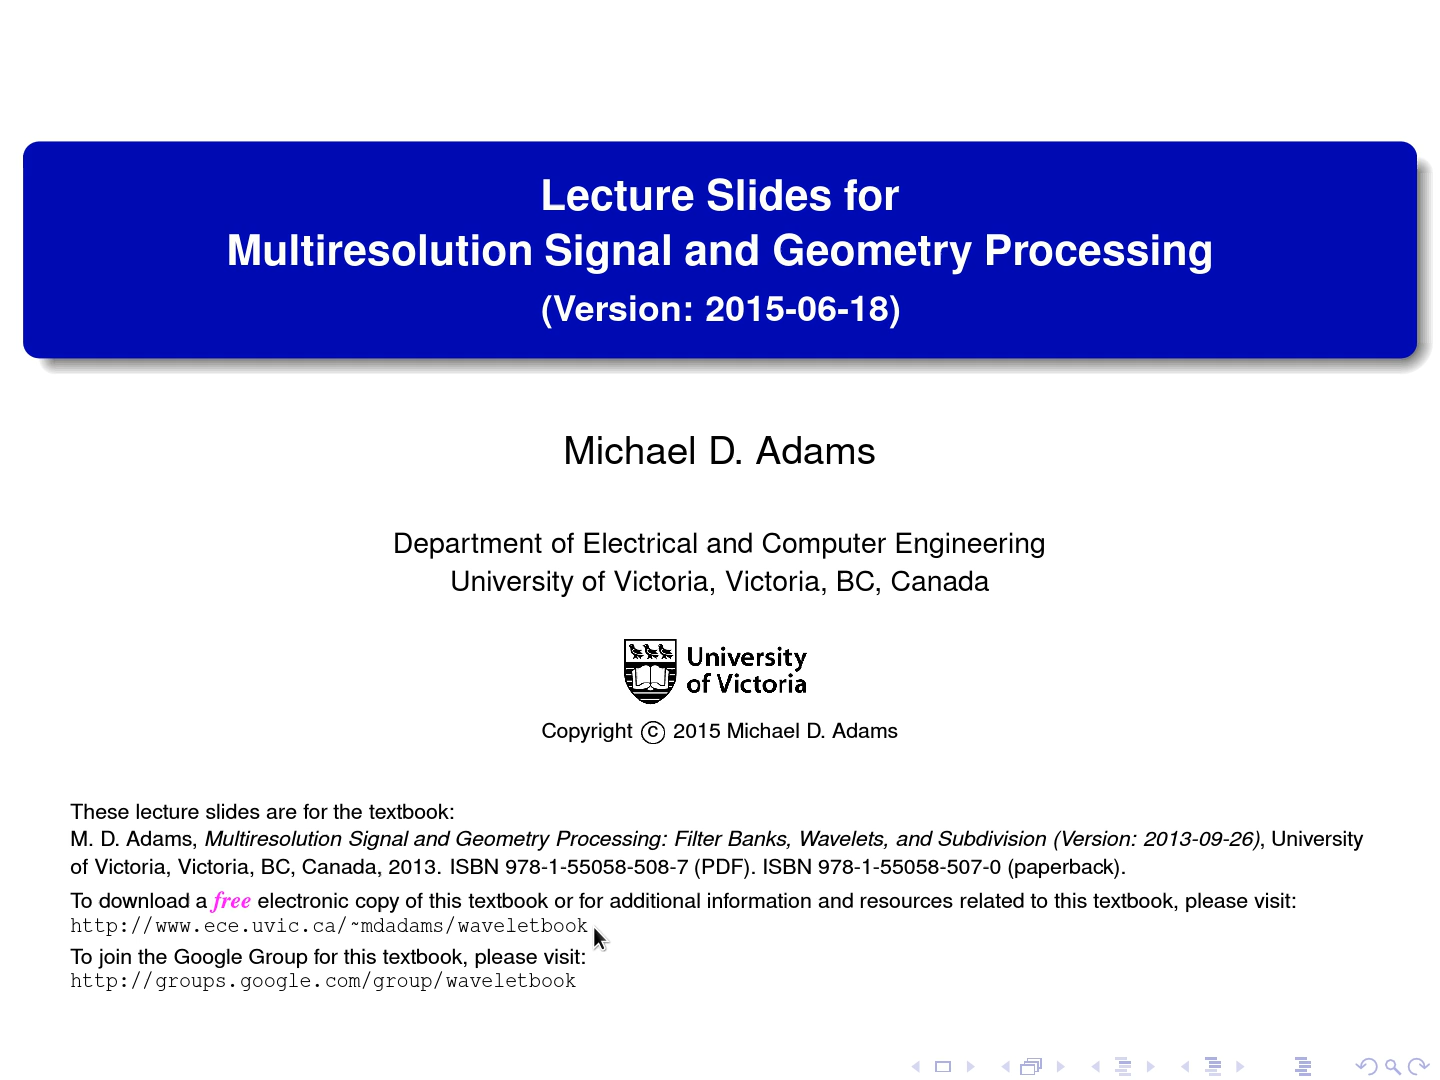 Lecture Slides for
Multiresolution Signal and Geometry Processing
(Version: 2015-06-18)
Michael D. Adams
Department of Electrical and Computer Engineering
University of Victoria, Victoria, BC, Canada
University
of Victoria
Copyright © 2015 Michael D. Adams
These lecture slides are for the textbook:
M. D. Adams, Multiresolution Signal and Geometry Processing: Filter Banks, Wavelets, and Subdivision (Version: 2013-09-26), University
of Victoria, Victoria, BC, Canada, 2013. ISBN 978-1-55058-508-7 (PDF). ISBN 978-1-55058-507-0 (paperback).
To download a free electronic copy of this textbook or for additional information and resources related to this textbook, please visit:
http://www.ece.uvic.ca/~mdadams/waveletbook
To join the Google Group for this textbook, please visit:
http://groups.google.com/group/waveletbook